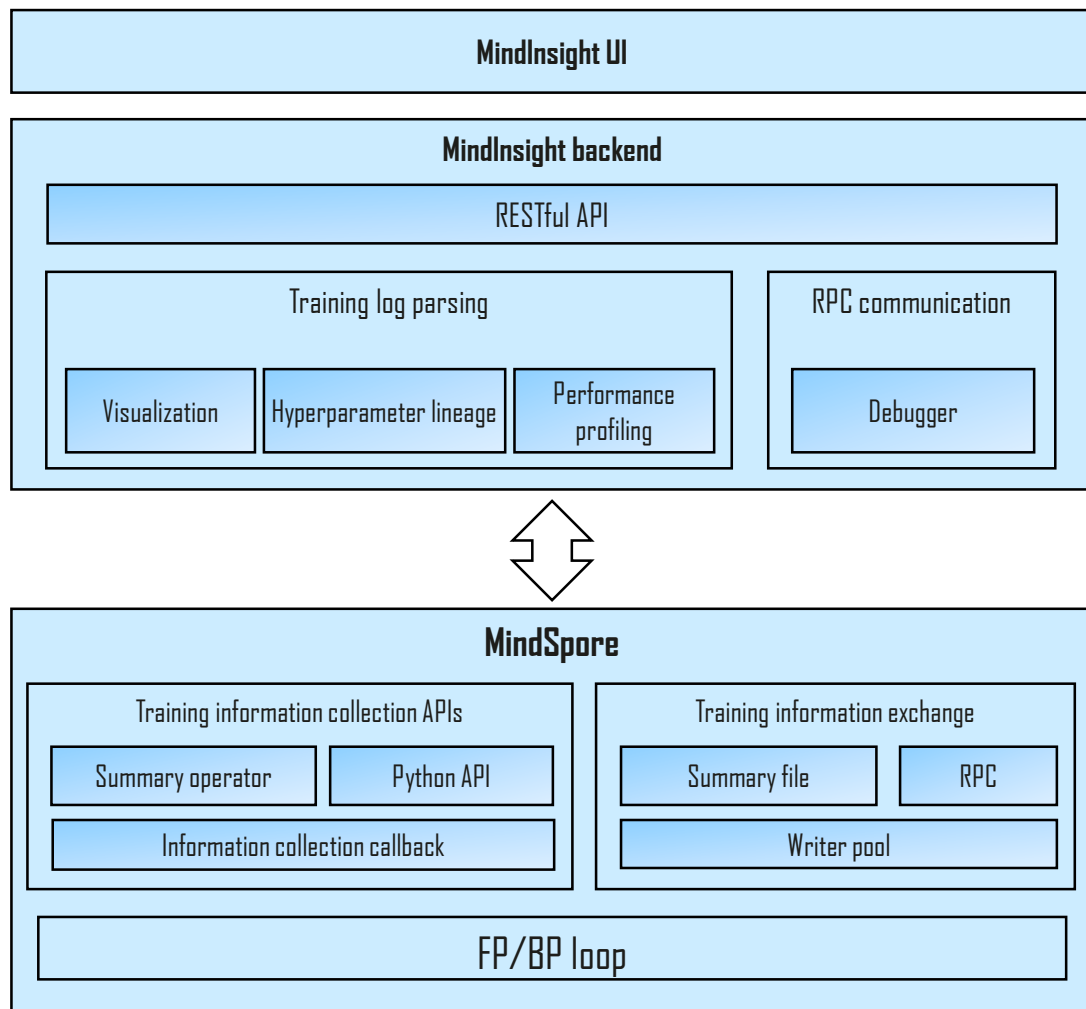 MindInsight UI
MindInsight backend
RESTful API
Training log parsing
Visualization
Hyperparameter lineage
Performance
profiling
RPC communication
Debugger
MindSpore
Training information collection APIs
Summary operator
Python API
Information collection callback
Training information exchange
Summary file
RPC
Writer pool
FP/BP loop